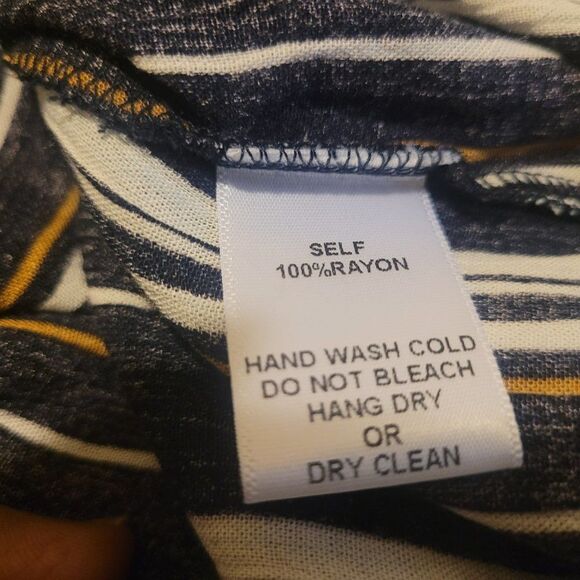 SELF
100%RAYON
HAND WASH COLD
DO NOT BLEACH
HANG DRY
OR
DRY CLEAN